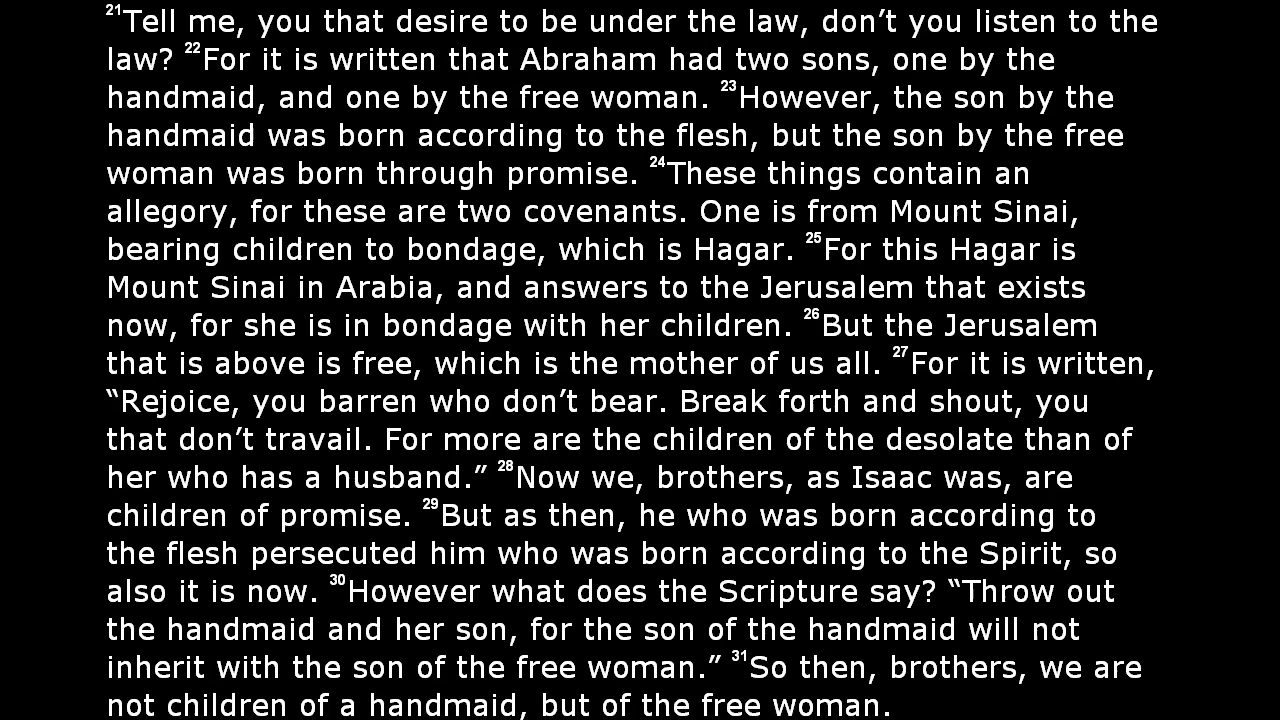 21Tell me, you that desire to be under the law, don’t you listen to the
law? 22For it is written that Abraham had two sons, one by the
handmaid, and one by the free woman. 23However, the son by the
handmaid was born according to the flesh, but the son by the free
woman was born through promise. 24These things contain an
allegory, for these are two covenants. One is from Mount Sinai,
bearing children to bondage, which is Hagar. 25For this Hagar is
Mount Sinai in Arabia, and answers to the Jerusalem that exists
now, for she is in bondage with her children. 26But the Jerusalem
that is above is free, which is the mother of us all. 27For it is written,
“Rejoice, you barren who don’t bear. Break forth and shout, you
that don’t travail. For more are the children of the desolate than of
her who has a husband.” 28Now we, brothers, as Isaac was, are
children of promise. 29But as then, he who was born according to
the flesh persecuted him who was born according to the Spirit, so
also it is now. 30However what does the Scripture say? “Throw out
the handmaid and her son, for the son of the handmaid will not
inherit with the son of the free woman.” 31So then, brothers, we are
not children of a handmaid, but of the free woman.